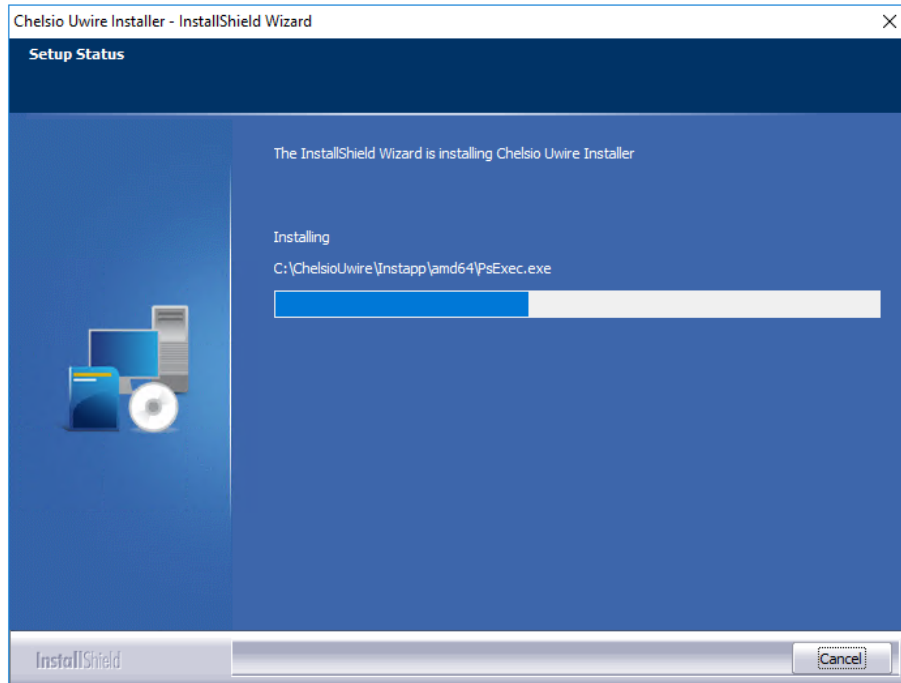 Chelsio Uwire Installer - InstallShield Wizard
Setup Status
The InstallShield Wizard is installing Chelsio Uwire Installer
Installing
C:\ChelsioUwire\Instapp\amd64\PsExec.exe
InstallShield
Cancel